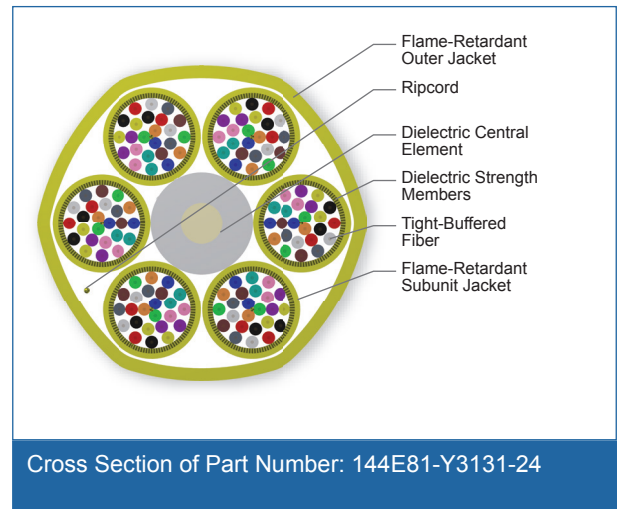 Flame-Retardant
Outer Jacket
Ripcord
Dielectric Central
Element
Dielectric Strength
Members
Tight-Buffered
Fiber
Flame-Retardant
Subunit Jacket
Cross Section of Part Number: 144E81-Y3131-24